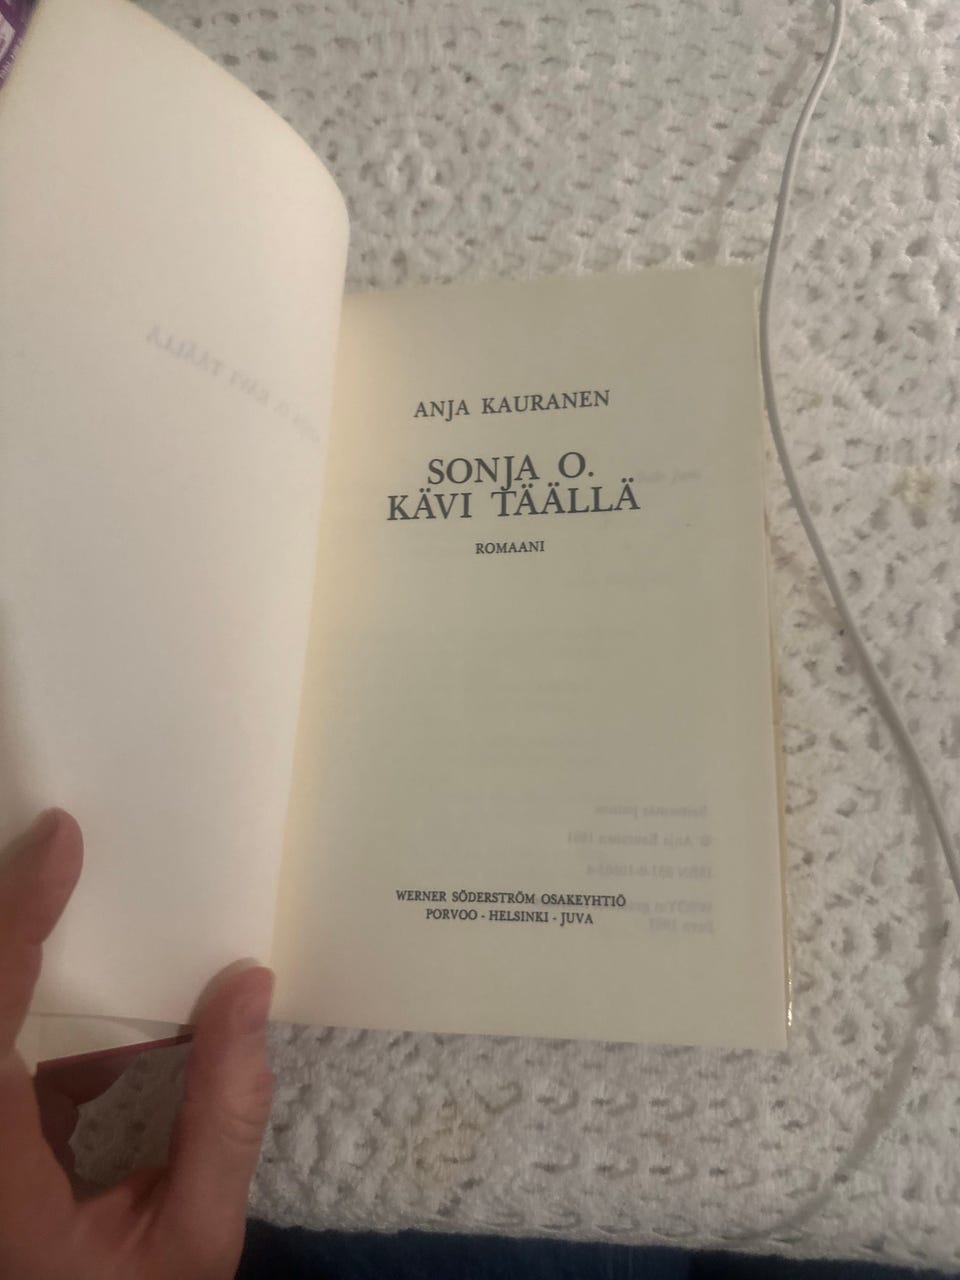 ANJA KAURANEN
SONJA O.
KÄVI TÄÄLLÄ
ROMAANI
WERNER SÖDERSTRÖM OSAKEYHTIÖ
PORVOO - HELSINKI - JUVA